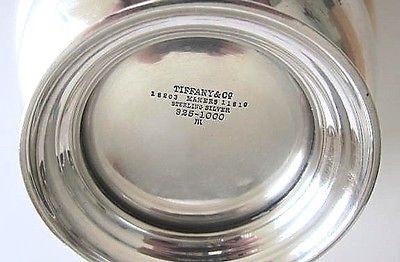 TIFFANY & Co
18203 MAKERS 11810
STERLING SILVER
925-1000
m